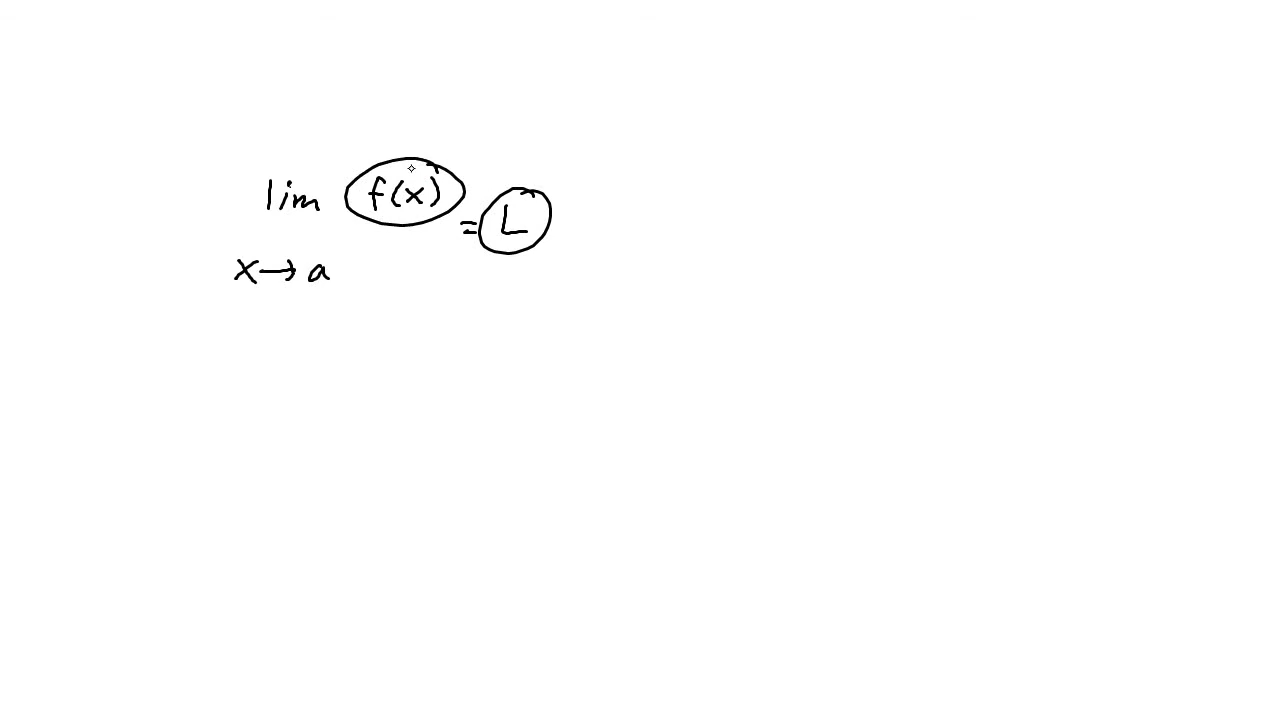 lim f(x) = L
x→a